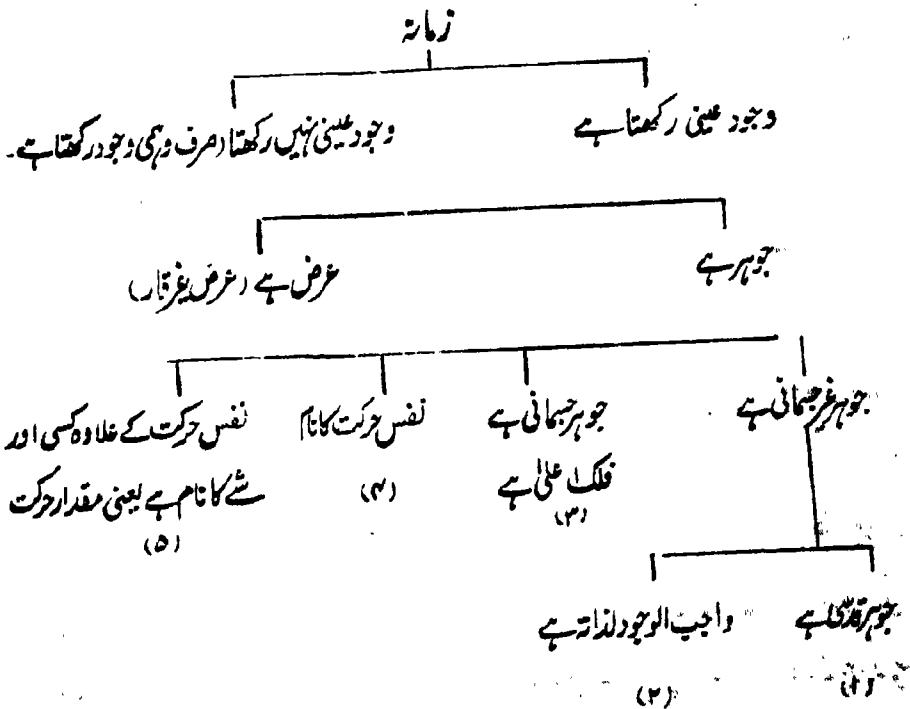 زمانہ
وجود عینی رکھتا ہے
وجود عینی نہیں رکھتا (صرف وہمی وجود رکھتا ہے۔
جوہر ہے
عرض ہے (عرض غیر قار)
جوہر غیر جسمانی ہے
جوہر جسمانی ہے
فلک اعلیٰ ہے
(۳)
نفس حرکت کا نام
(۴)
نفس حرکت کے علاوہ کسی اور
شے کا نام ہے یعنی مقدار حرکت
(۵)
جوہر قدسی ہے
(۱)
واجب الوجود لذاتہ ہے
(۲)